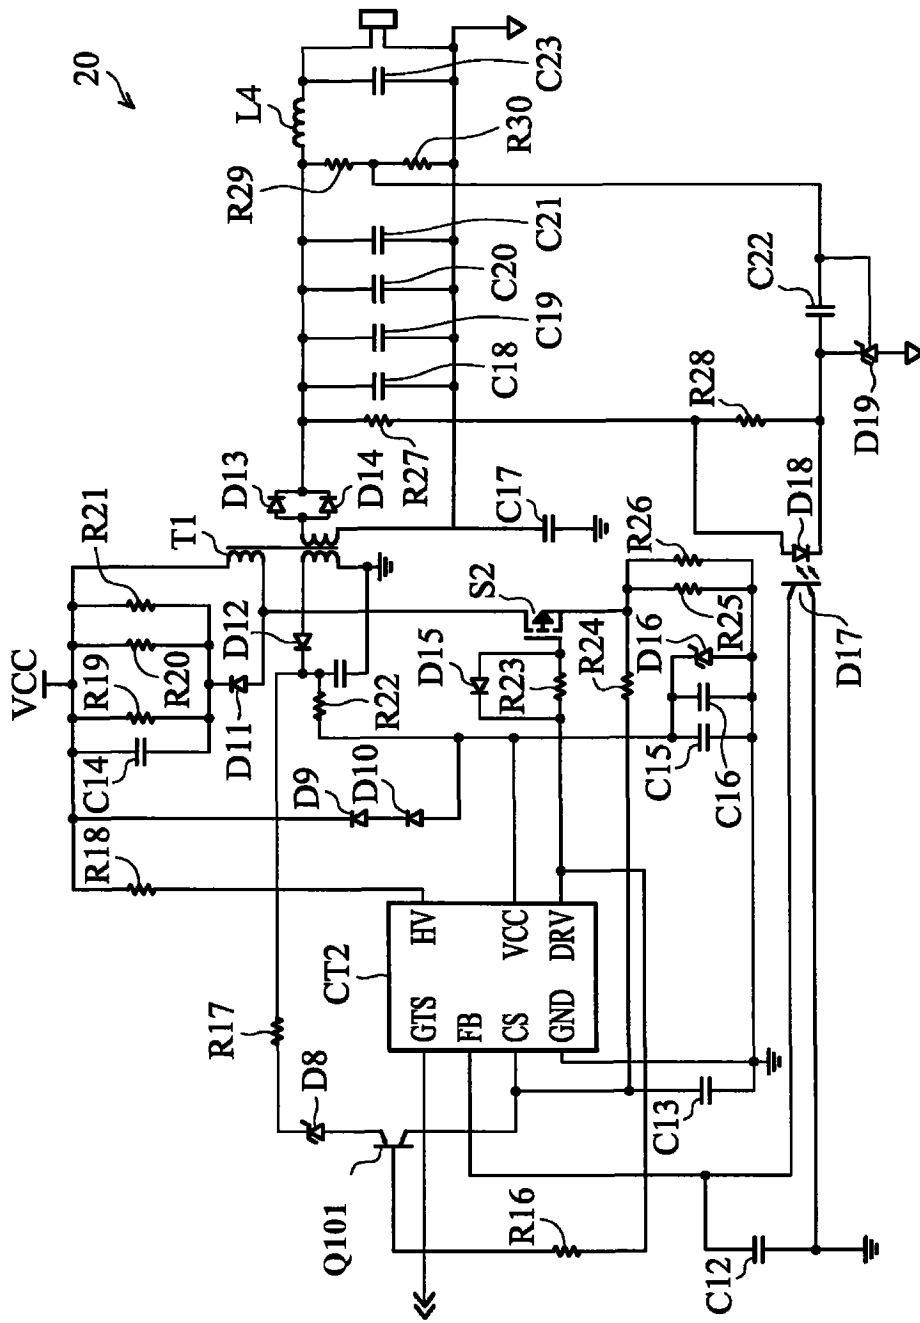 20
L4
C23
R30
R29
C21
C20
C19
C18
C22
R28
D19
D13
D14
R27
R21
T1
C17
D18
R26
VCC
R20
R19
D12
S2
R25
D17
D11
C14
R22
D15
R23
R24
D16
C16
C15
D9
D10
R18
HV
VCC
DRV
CT2
GTS
FB
CS
GND
R17
D8
C13
Q101
R16
C12